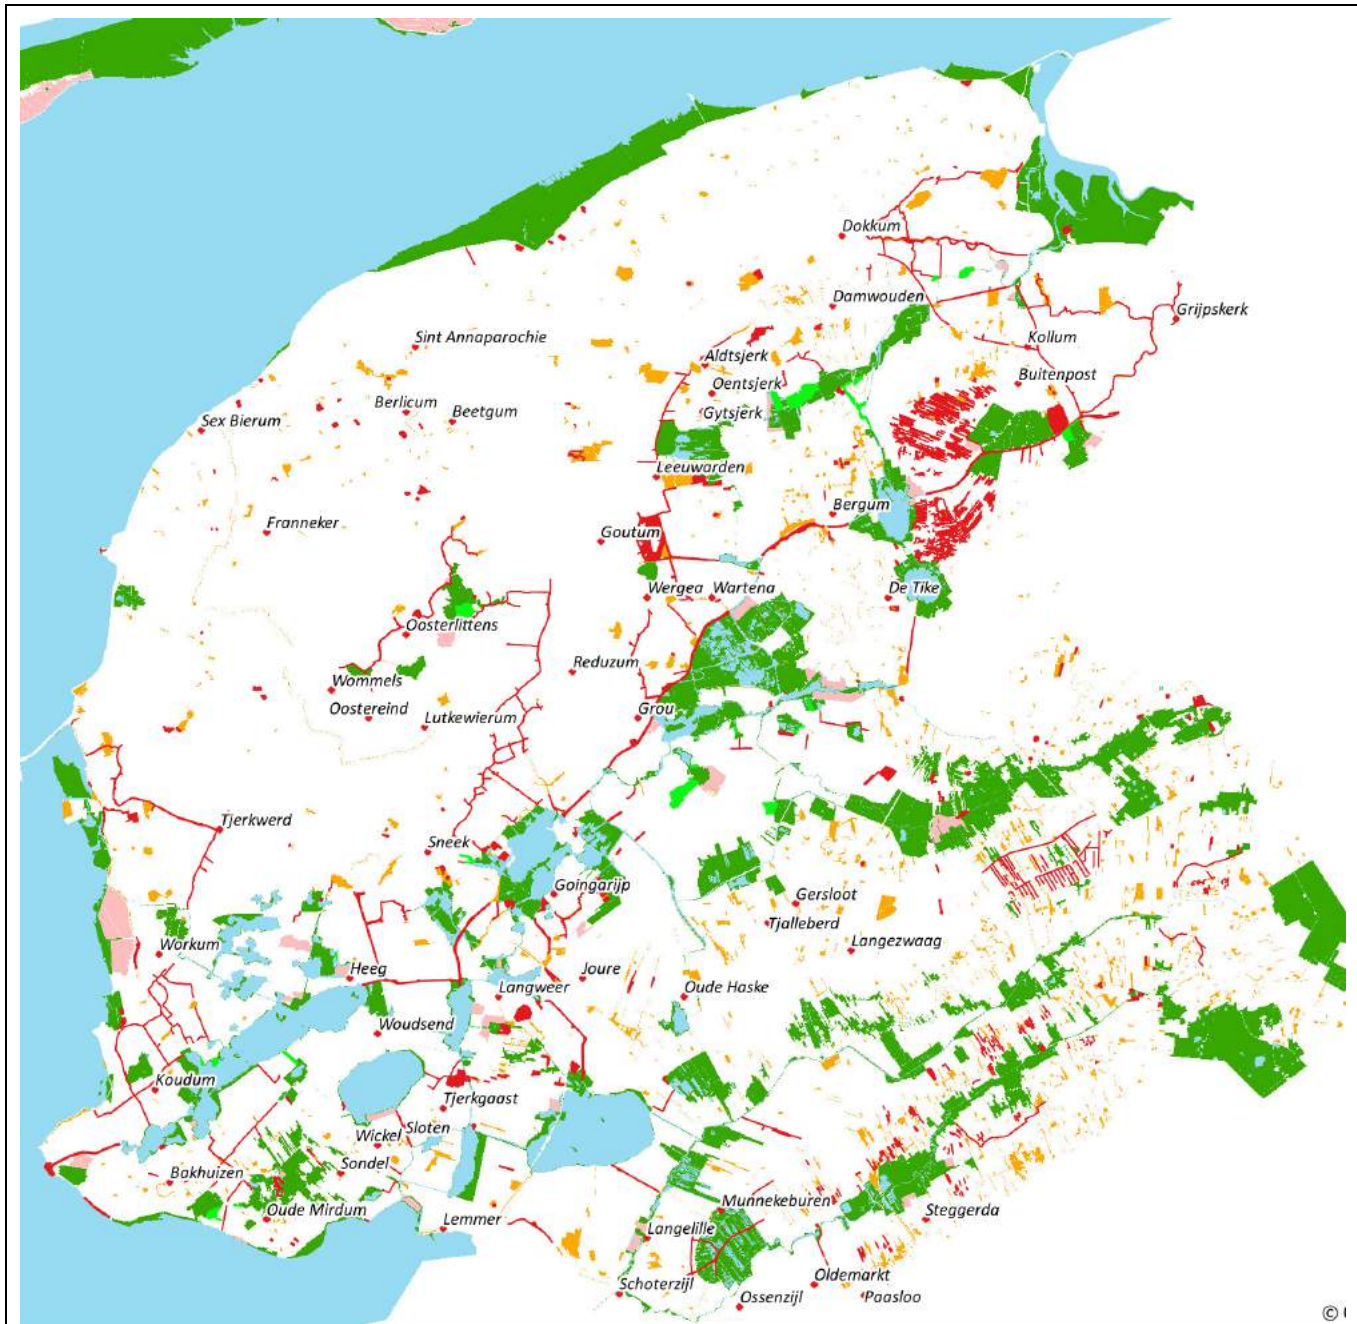 Dokkum
Damwouden
Grijpskerk
Sint Annaparochie
Kollum
Aldtsjerk
Buitenpost
Oentsjerk
Berlicum
Beetgum
Gytsjerk
Sex Bierum
Leeuwarden
Bergum
Franneker
Goutum
Wergea
Wartena
De Tike
Oosterlittens
Reduzum
Wommels
Oostereind
Lutkewierum
Grou
Tjerkwerd
Sneek
Goingarijp
Gersloot
Tjalleberd
Workum
Langezwaag
Heeg
Joure
Langweer
Oude Haske
Woudsend
Koudum
Tjerkgaast
Sloten
Wickel
Bakhuizen
Sondel
Munnekeburen
Oude Mirdum
Lemmer
Langelille
Steggerda
Schoterzijl
Oldemarkt
Ossenzijl
Paasloo
©